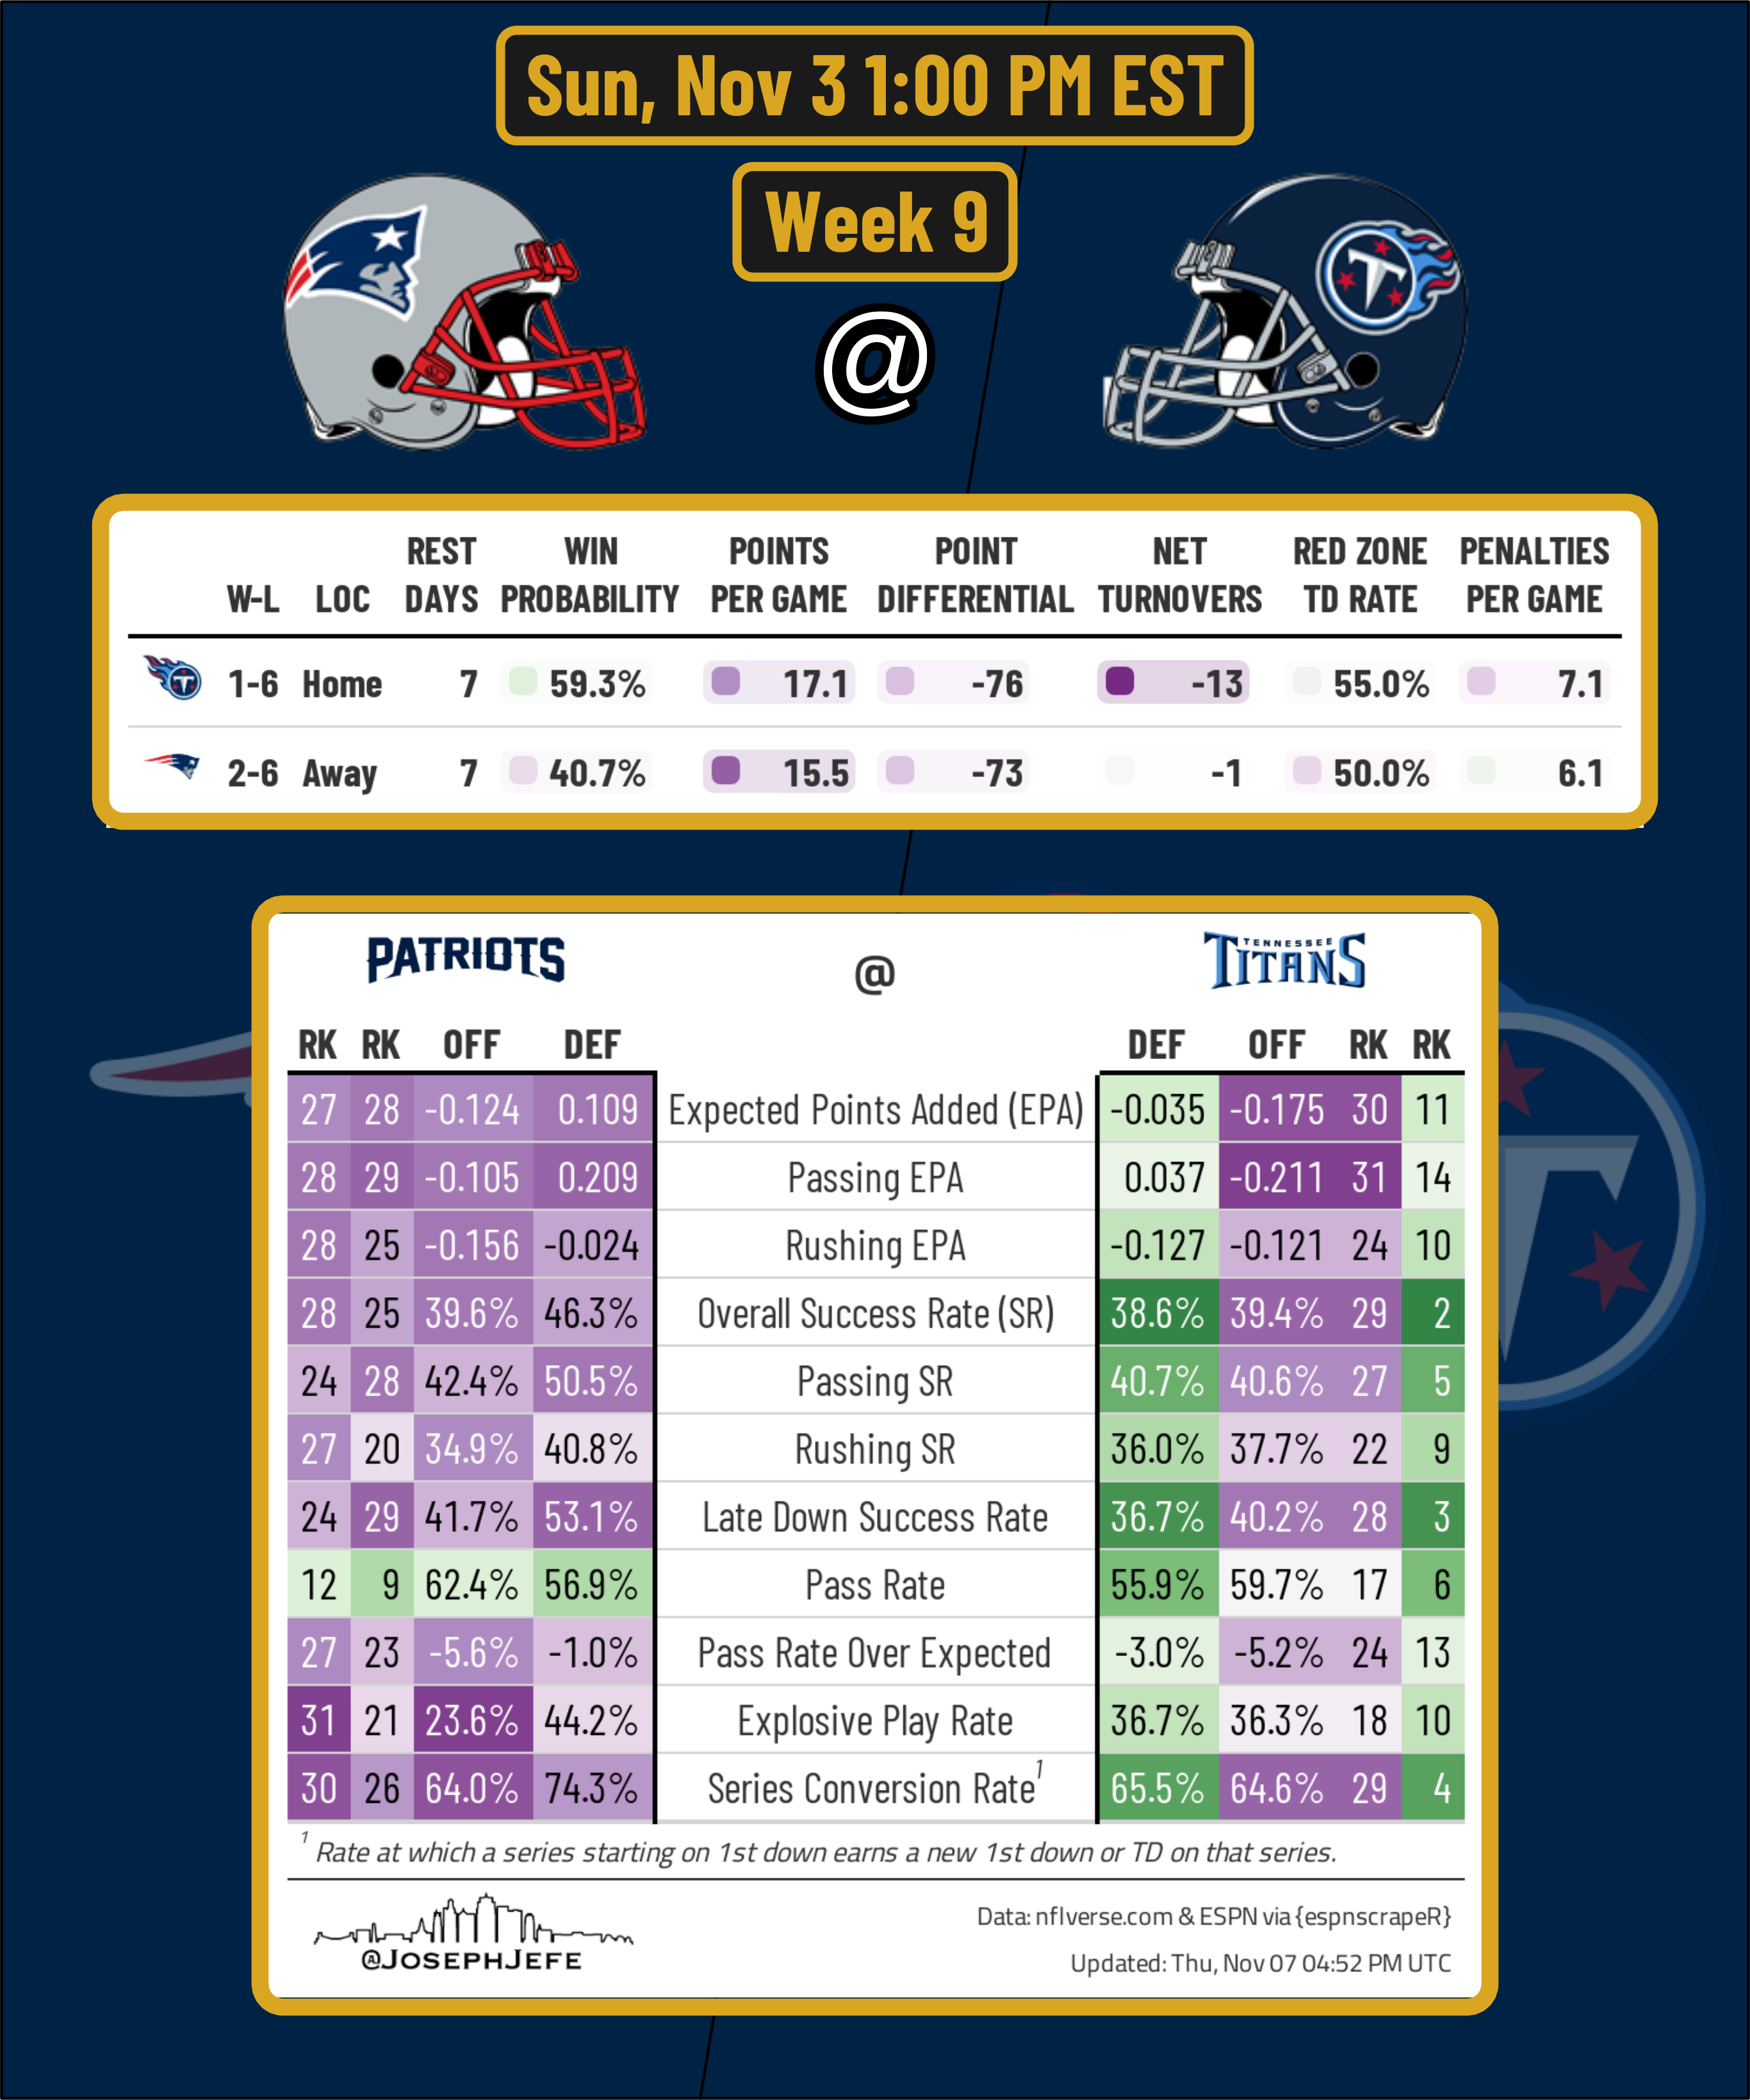 Sun, Nov 3 1:00 PM EST
Week 9
@
REST WIN POINTS POINT NET RED ZONE PENALTIES
W-L LOC DAYS PROBABILITY PER GAME DIFFERENTIAL TURNOVERS TD RATE PER GAME
1-6 Home 7 59.3% 17.1 -76 -13 55.0% 7.1
2-6 Away 7 40.7% 15.5 -73 -1 50.0% 6.1
PATRIOTS @ TENNESSEE TITANS
RK RK OFF DEF DEF OFF RK RK
27 28 -0.124 0.109 Expected Points Added (EPA) -0.035 -0.175 30 11
28 29 -0.105 0.209 Passing EPA 0.037 -0.211 31 14
28 25 -0.156 -0.024 Rushing EPA -0.127 -0.121 24 10
28 25 39.6% 46.3% Overall Success Rate (SR) 38.6% 39.4% 29 2
24 28 42.4% 50.5% Passing SR 40.7% 40.6% 27 5
27 20 34.9% 40.8% Rushing SR 36.0% 37.7% 22 9
24 29 41.7% 53.1% Late Down Success Rate 36.7% 40.2% 28 3
12 9 62.4% 56.9% Pass Rate 55.9% 59.7% 17 6
27 23 -5.6% -1.0% Pass Rate Over Expected -3.0% -5.2% 24 13
31 21 23.6% 44.2% Explosive Play Rate 36.7% 36.3% 18 10
30 26 64.0% 74.3% Series Conversion Rate¹ 65.5% 64.6% 29 4
¹ Rate at which a series starting on 1st down earns a new 1st down or TD on that series.
@JOSEPHJEFE
Data: nflverse.com & ESPN via {espnscrapeR}
Updated: Thu, Nov 07 04:52 PM UTC